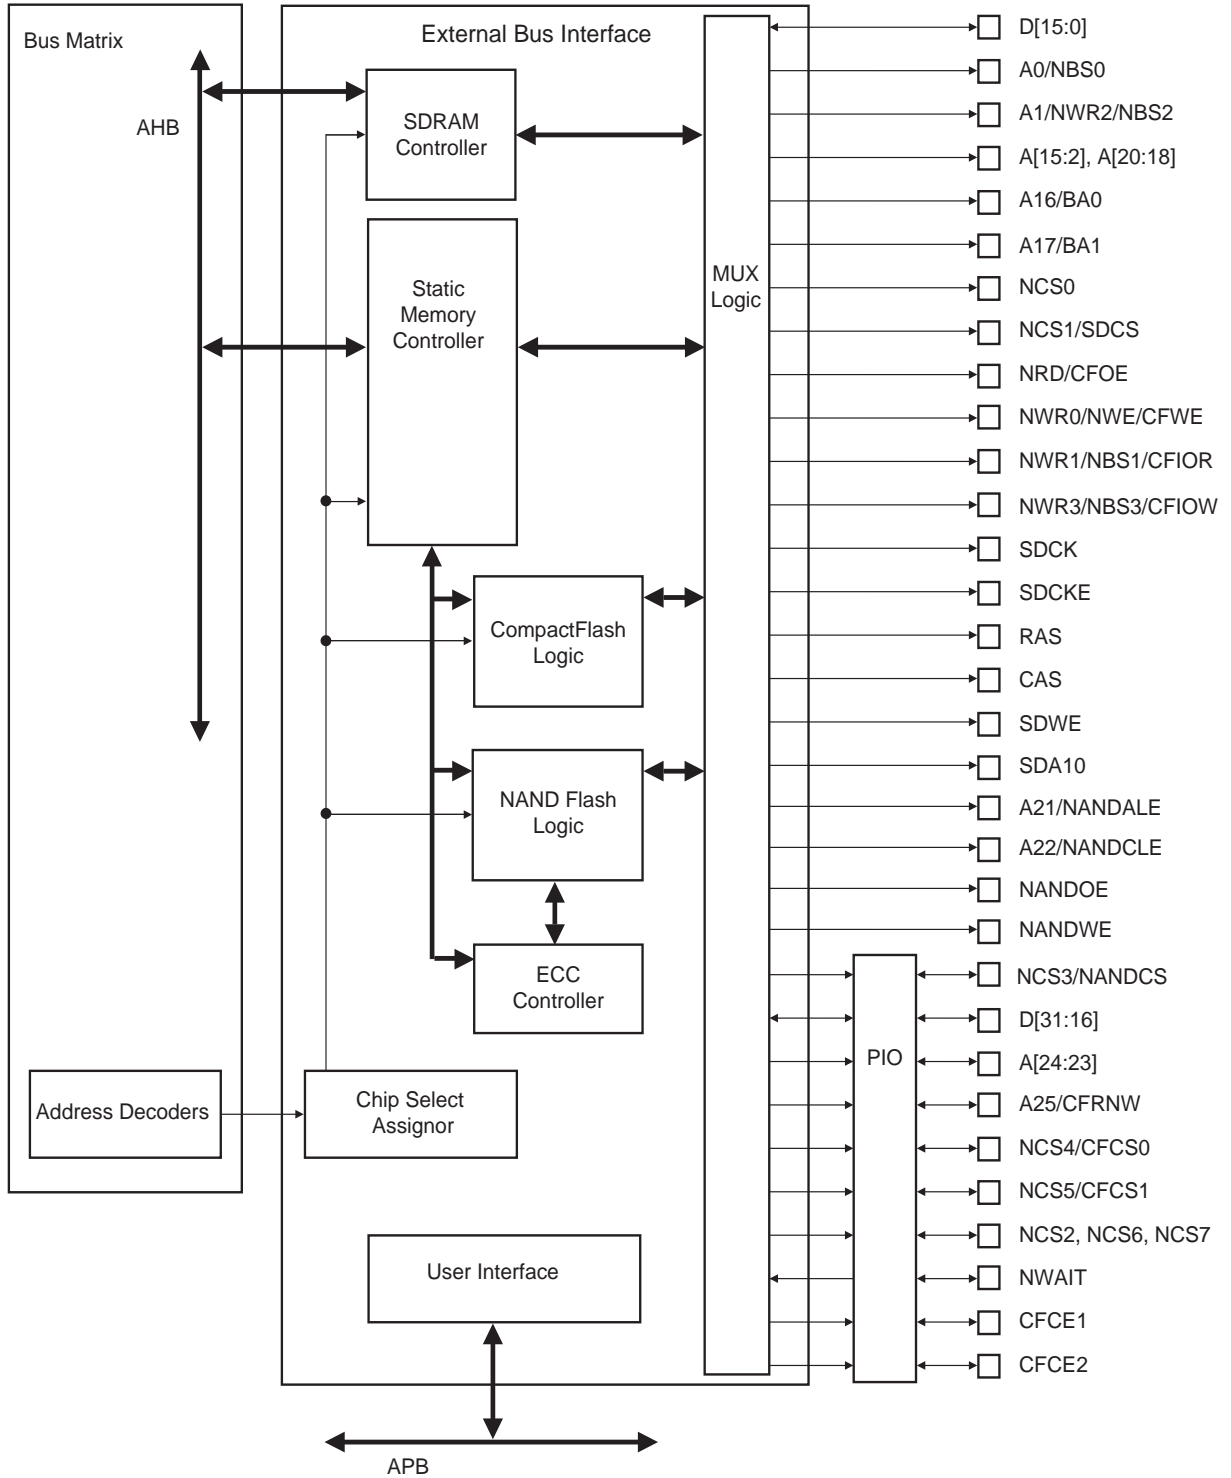 Bus Matrix
AHB
Address Decoders
External Bus Interface
SDRAM
Controller
Static
Memory
Controller
CompactFlash
Logic
NAND Flash
Logic
ECC
Controller
Chip Select
Assignor
User Interface
APB
MUX
Logic
PIO
D[15:0]
A0/NBS0
A1/NWR2/NBS2
A[15:2], A[20:18]
A16/BA0
A17/BA1
NCS0
NCS1/SDCS
NRD/CFOE
NWR0/NWE/CFWE
NWR1/NBS1/CFIOR
NWR3/NBS3/CFIOW
SDCK
SDCKE
RAS
CAS
SDWE
SDA10
A21/NANDALE
A22/NANDCLE
NANDOE
NANDWE
NCS3/NANDCS
D[31:16]
A[24:23]
A25/CFRNW
NCS4/CFCS0
NCS5/CFCS1
NCS2, NCS6, NCS7
NWAIT
CFCE1
CFCE2